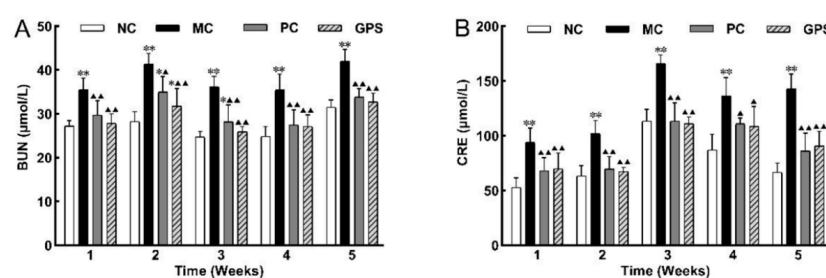 A
NC MC PC GPS
BUN (μmol/L)
50
40
30
20
10
0
** ▲▲ ▲▲ ** *▲ *▲▲ ** *▲▲ ▲▲ ** ▲▲ ▲▲ ** ▲▲ ▲▲
1 2 3 4 5
Time (Weeks)
B
NC MC PC GPS
CRE (μmol/L)
200
150
100
50
0
** ▲▲ ▲▲ ** ▲▲ ▲▲ ** ▲▲ ▲▲ ** ▲ ▲ ** ▲▲ ▲▲
1 2 3 4 5
Time (Weeks)